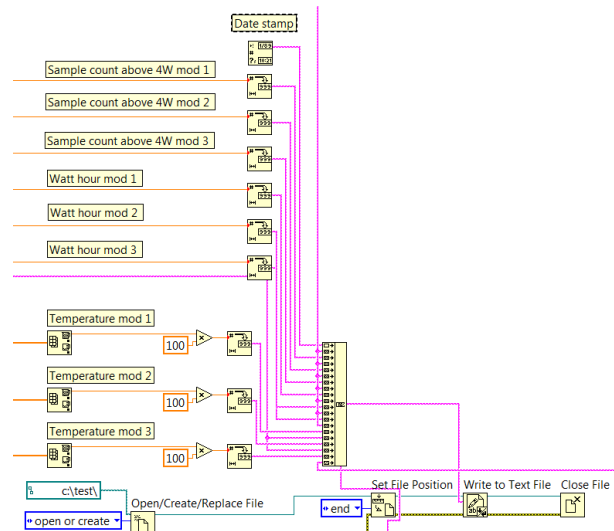 Date stamp
Sample count above 4W mod 1
Sample count above 4W mod 2
Sample count above 4W mod 3
Watt hour mod 1
Watt hour mod 2
Watt hour mod 3
Temperature mod 1
100
Temperature mod 2
100
Temperature mod 3
100
c:\test\
Open/Create/Replace File
open or create
Set File Position
Write to Text File
Close File
end